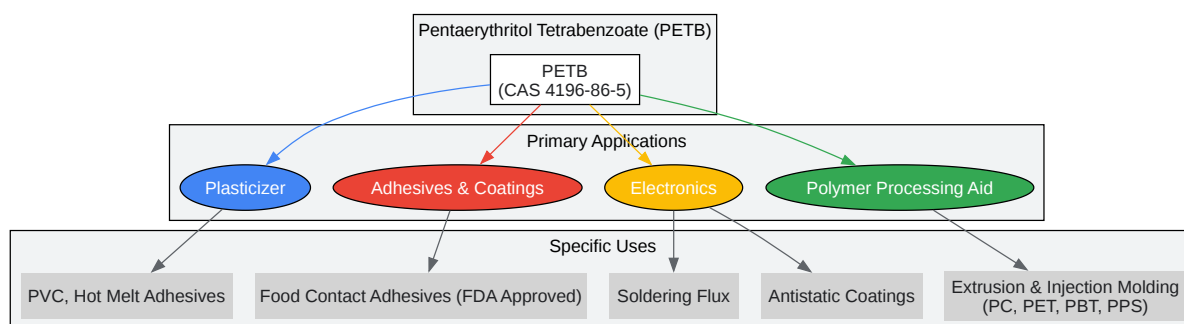 Pentaerythritol Tetrabenzoate (PETB)
PETB
(CAS 4196-86-5)
Primary Applications
Plasticizer
Adhesives & Coatings
Electronics
Polymer Processing Aid
Specific Uses
PVC, Hot Melt Adhesives
Food Contact Adhesives (FDA Approved)
Soldering Flux
Antistatic Coatings
Extrusion & Injection Molding
(PC, PET, PBT, PPS)